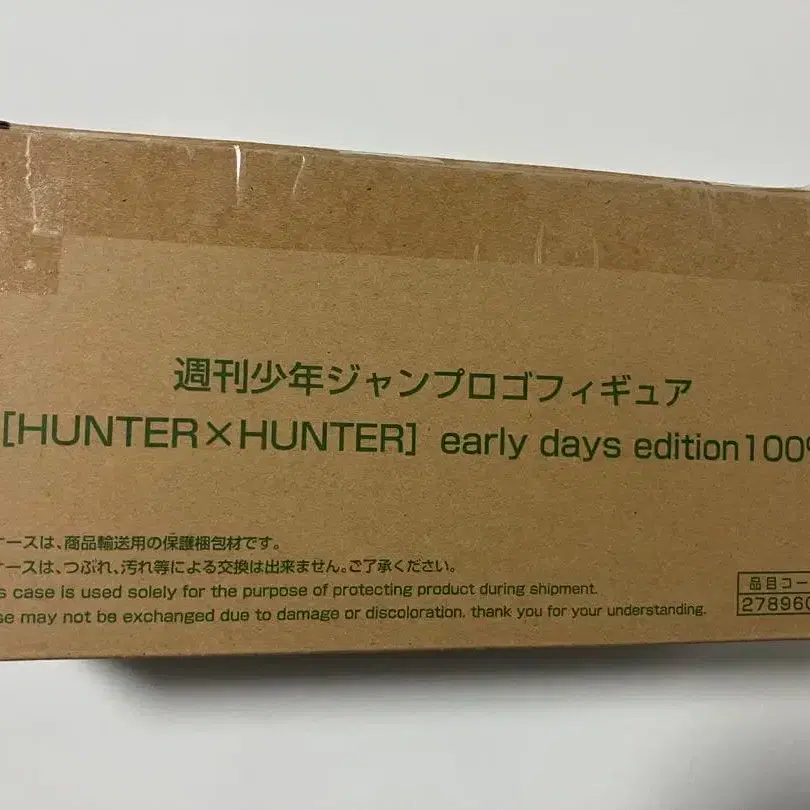 週刊少年ジャンプロゴフィギュア
[HUNTER×HUNTER] early days edition100%
ケースは、商品輸送用の保護梱包材です。
ケースは、つぶれ、汚れ等による交換は出来ません。ご了承ください。
case is used solely for the purpose of protecting product during shipment.
may not be exchanged due to damage or discoloration. thank you for your understanding.
品目コー
278960